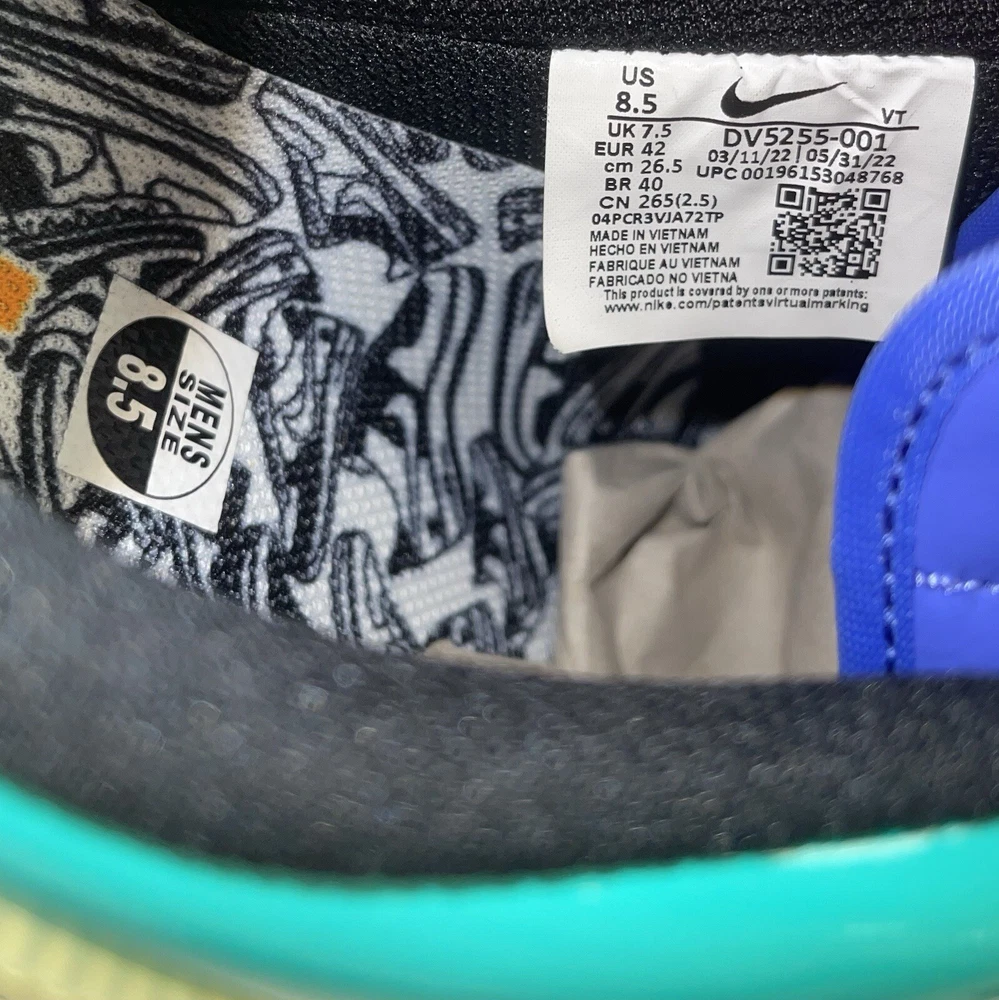 US
8.5
VT
UK 7.5
DV5255-001
EUR 42
03/11/22 | 05/31/22
cm 26.5
UPC 00196153048768
BR 40
CN 265(2.5)
04PCR3VJA72TP
MADE IN VIETNAM
HECHO EN VIETNAM
FABRIQUE AU VIETNAM
FABRICADO NO VIETNA
This product is covered by one or more patents:
www.nike.com/patentsvirtualmarking
MENS
SIZE
8.5